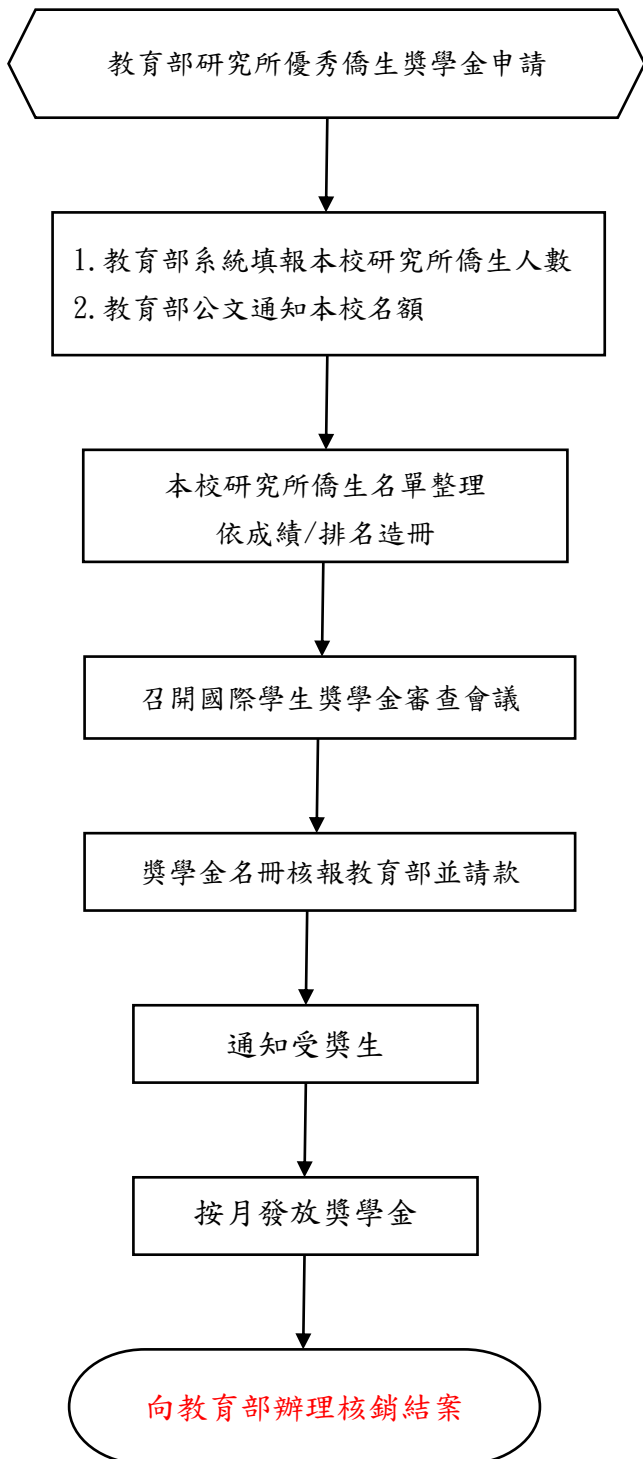 教育部研究所優秀僑生獎學金申請
1.教育部系統填報本校研究所僑生人數
2.教育部公文通知本校名額
本校研究所僑生名單整理
依成績/排名造冊
召開國際學生獎學金審查會議
獎學金名冊核報教育部並請款
通知受獎生
按月發放獎學金
向教育部辦理核銷結案